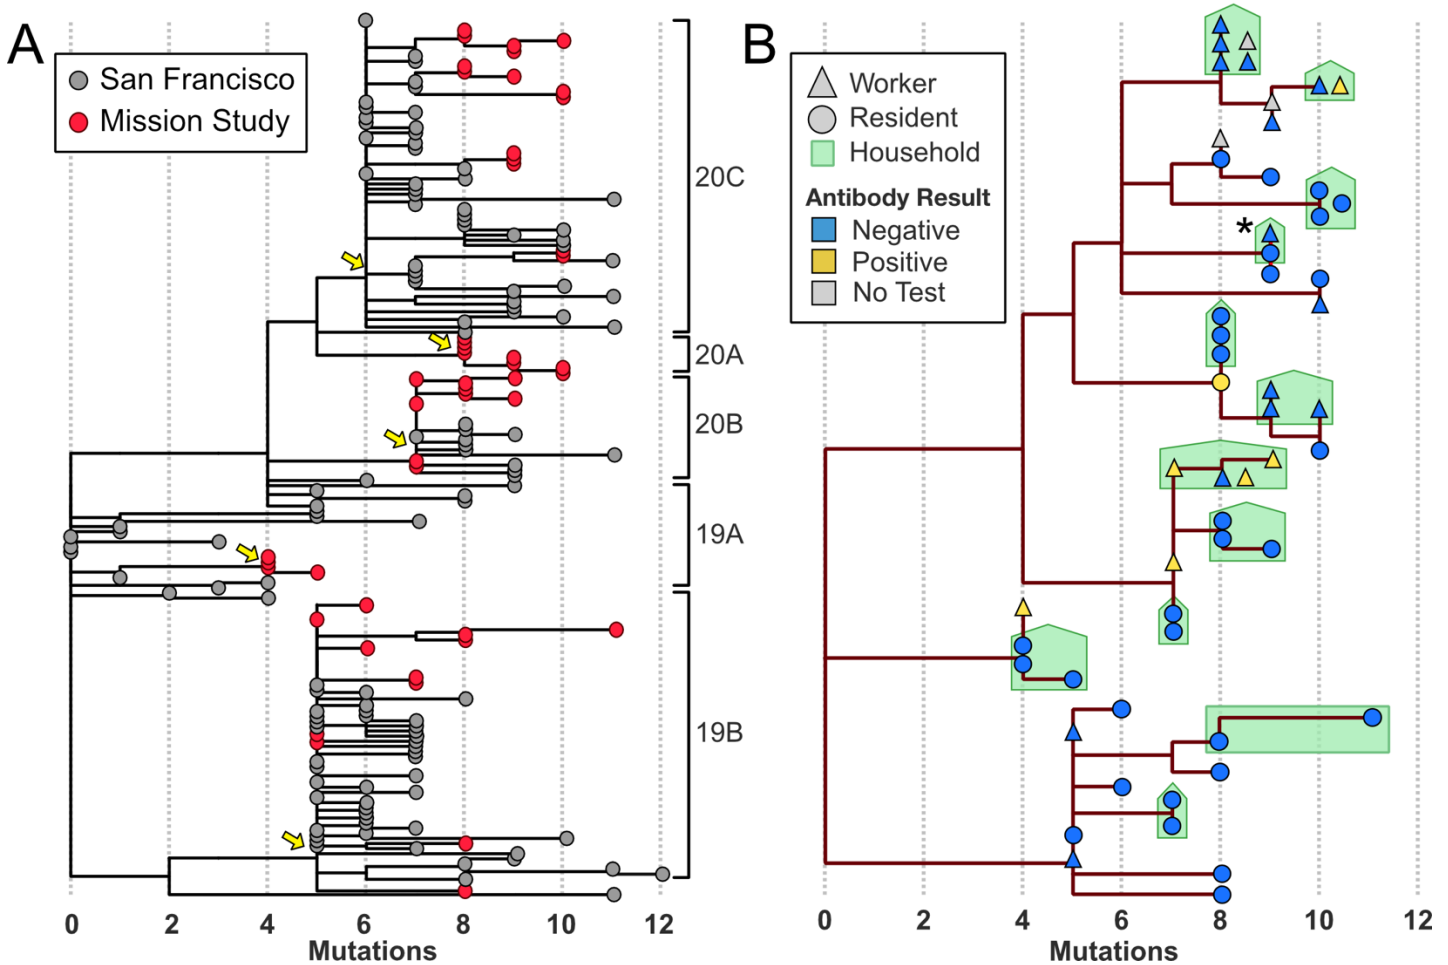 A
San Francisco
Mission Study
20C
20A
20B
19A
19B
0 2 4 6 8 10 12
Mutations
B
Worker
Resident
Household
Antibody Result
Negative
Positive
No Test
*
0 2 4 6 8 10 12
Mutations